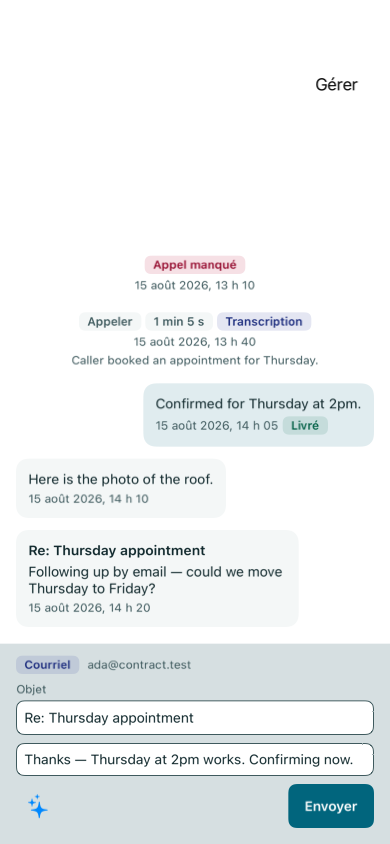 Gérer
Appel manqué
15 août 2026, 13 h 10
Appeler 1 min 5 s Transcription
15 août 2026, 13 h 40
Caller booked an appointment for Thursday.
Confirmed for Thursday at 2pm.
15 août 2026, 14 h 05 Livré
Here is the photo of the roof.
15 août 2026, 14 h 10
Re: Thursday appointment
Following up by email — could we move
Thursday to Friday?
15 août 2026, 14 h 20
Courriel ada@contract.test
Objet
Re: Thursday appointment
Thanks — Thursday at 2pm works. Confirming now.
Envoyer